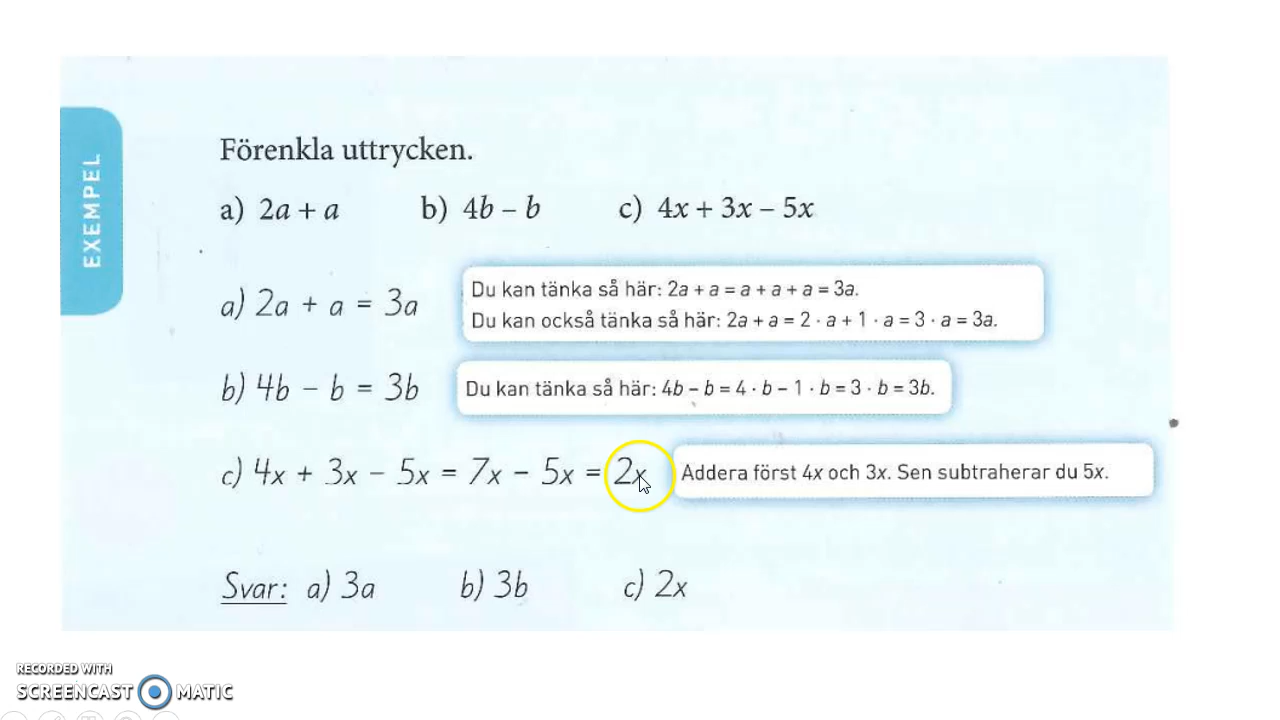 EXEMPEL
Förenkla uttrycken.
a) 2a + a b) 4b – b c) 4x + 3x – 5x
a) 2a + a = 3a
Du kan tänka så här: 2a + a = a + a + a = 3a.
Du kan också tänka så här: 2a + a = 2 · a + 1 · a = 3 · a = 3a.
b) 4b – b = 3b
Du kan tänka så här: 4b – b = 4 · b – 1 · b = 3 · b = 3b.
c) 4x + 3x – 5x = 7x – 5x = 2x
Addera först 4x och 3x. Sen subtraherar du 5x.
Svar: a) 3a b) 3b c) 2x
RECORDED WITH
SCREENCAST MATIC